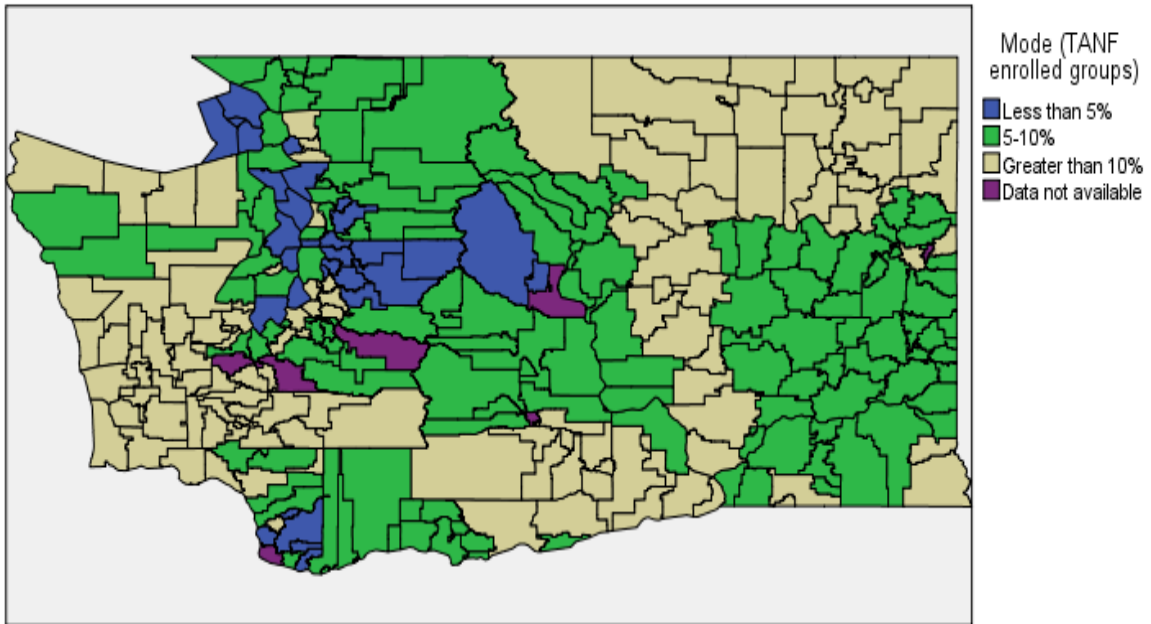 Mode (TANF
enrolled groups)
Less than 5%
5-10%
Greater than 10%
Data not available